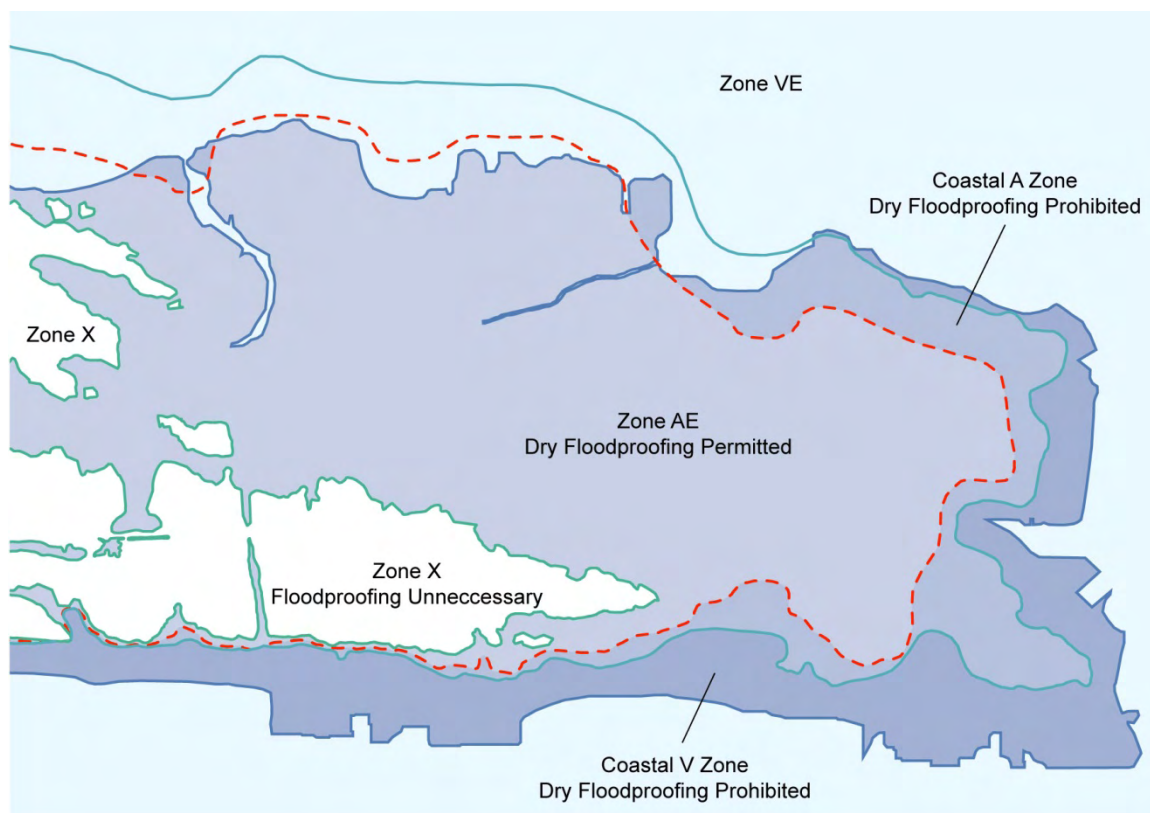 Zone VE
Coastal A Zone
Dry Floodproofing Prohibited
Zone X
Zone AE
Dry Floodproofing Permitted
Zone X
Floodproofing Unneccessary
Coastal V Zone
Dry Floodproofing Prohibited